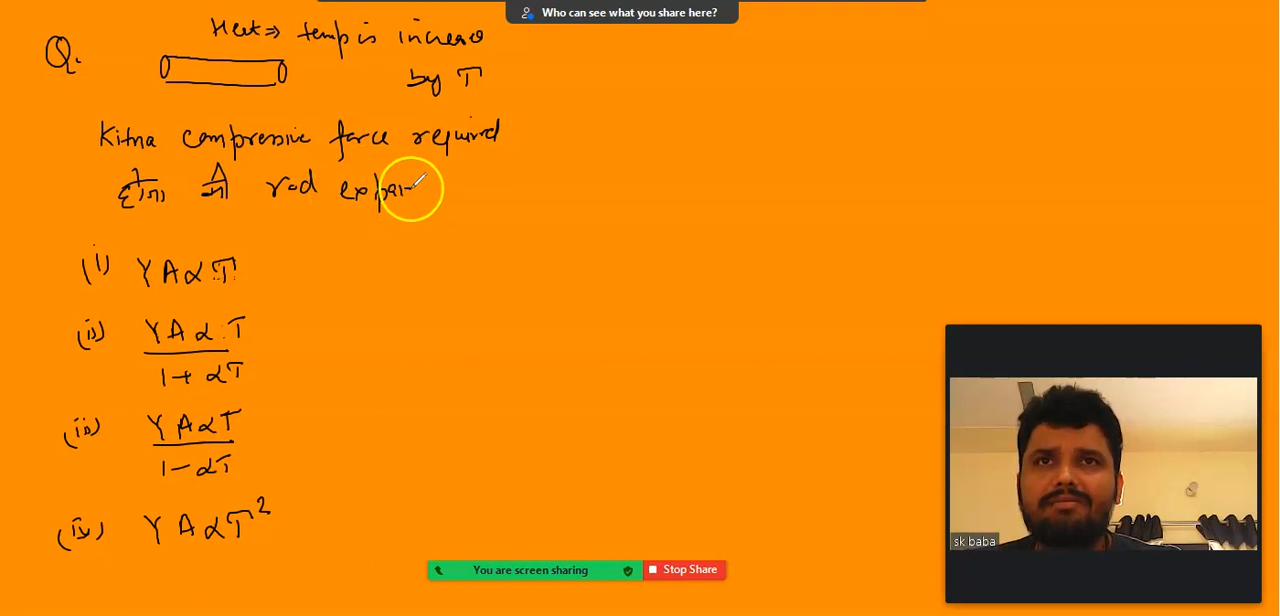 Who can see what you share here?
Q.
Heat ⇒ temp is increase
by T
Kitna compressive force required
rod expan
(i) YAαT
(ii) YAαT
1+ αT
(iii) YAαT
1- αT
(iv) YAαT²
sk baba
You are screen sharing
Stop Share